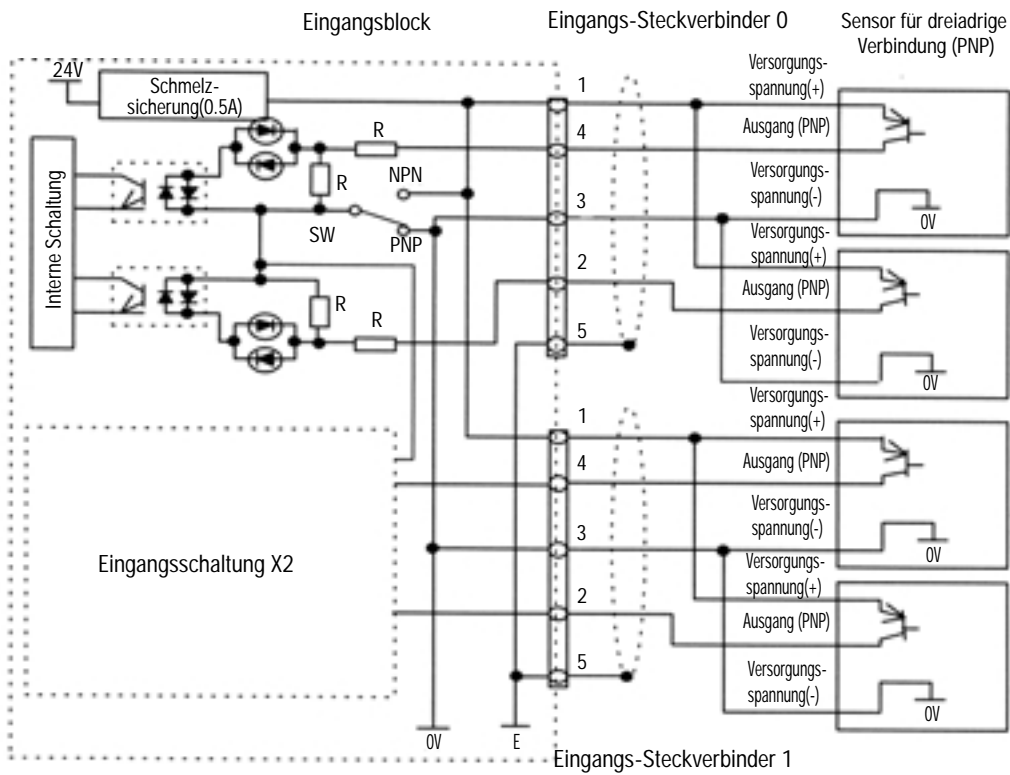 Eingangsblock
Eingangs-Steckverbinder 0
Sensor für dreiadrige
Verbindung (PNP)
24V
Schmelz-
sicherung(0.5A)
Interne Schaltung
R
R
NPN
SW
PNP
R
R
1
4
3
2
5
Versorgungs-
spannung(+)
Ausgang (PNP)
Versorgungs-
spannung(-)
0V
Versorgungs-
spannung(+)
Ausgang (PNP)
Versorgungs-
spannung(-)
0V
Eingangsschaltung X2
1
4
3
2
5
Versorgungs-
spannung(+)
Ausgang (PNP)
Versorgungs-
spannung(-)
0V
Versorgungs-
spannung(+)
Ausgang (PNP)
Versorgungs-
spannung(-)
0V
0V
E
Eingangs-Steckverbinder 1